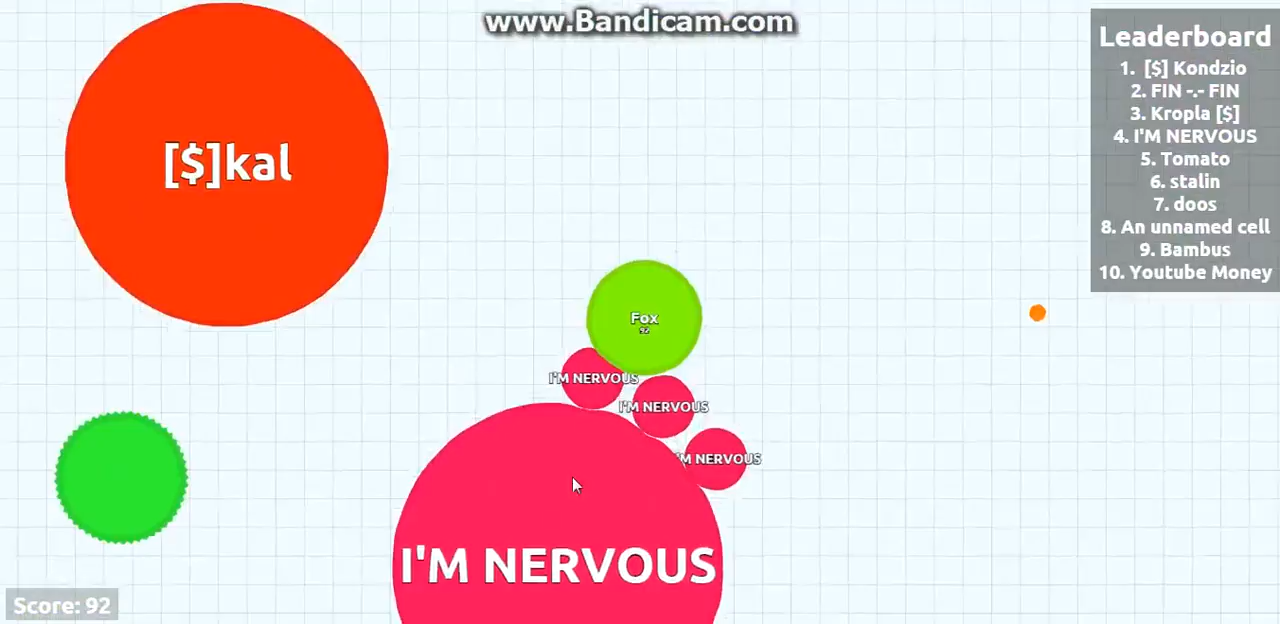 www.Bandicam.com
Leaderboard
1. [$] Kondzio
2. FIN -.- FIN
3. Kropla [$]
4. I'M NERVOUS
5. Tomato
6. stalin
7. doos
8. An unnamed cell
9. Bambus
10. Youtube Money
[$]kal
Fox
92
I'M NERVOUS
I'M NERVOUS
I'M NERVOUS
I'M NERVOUS
Score: 92